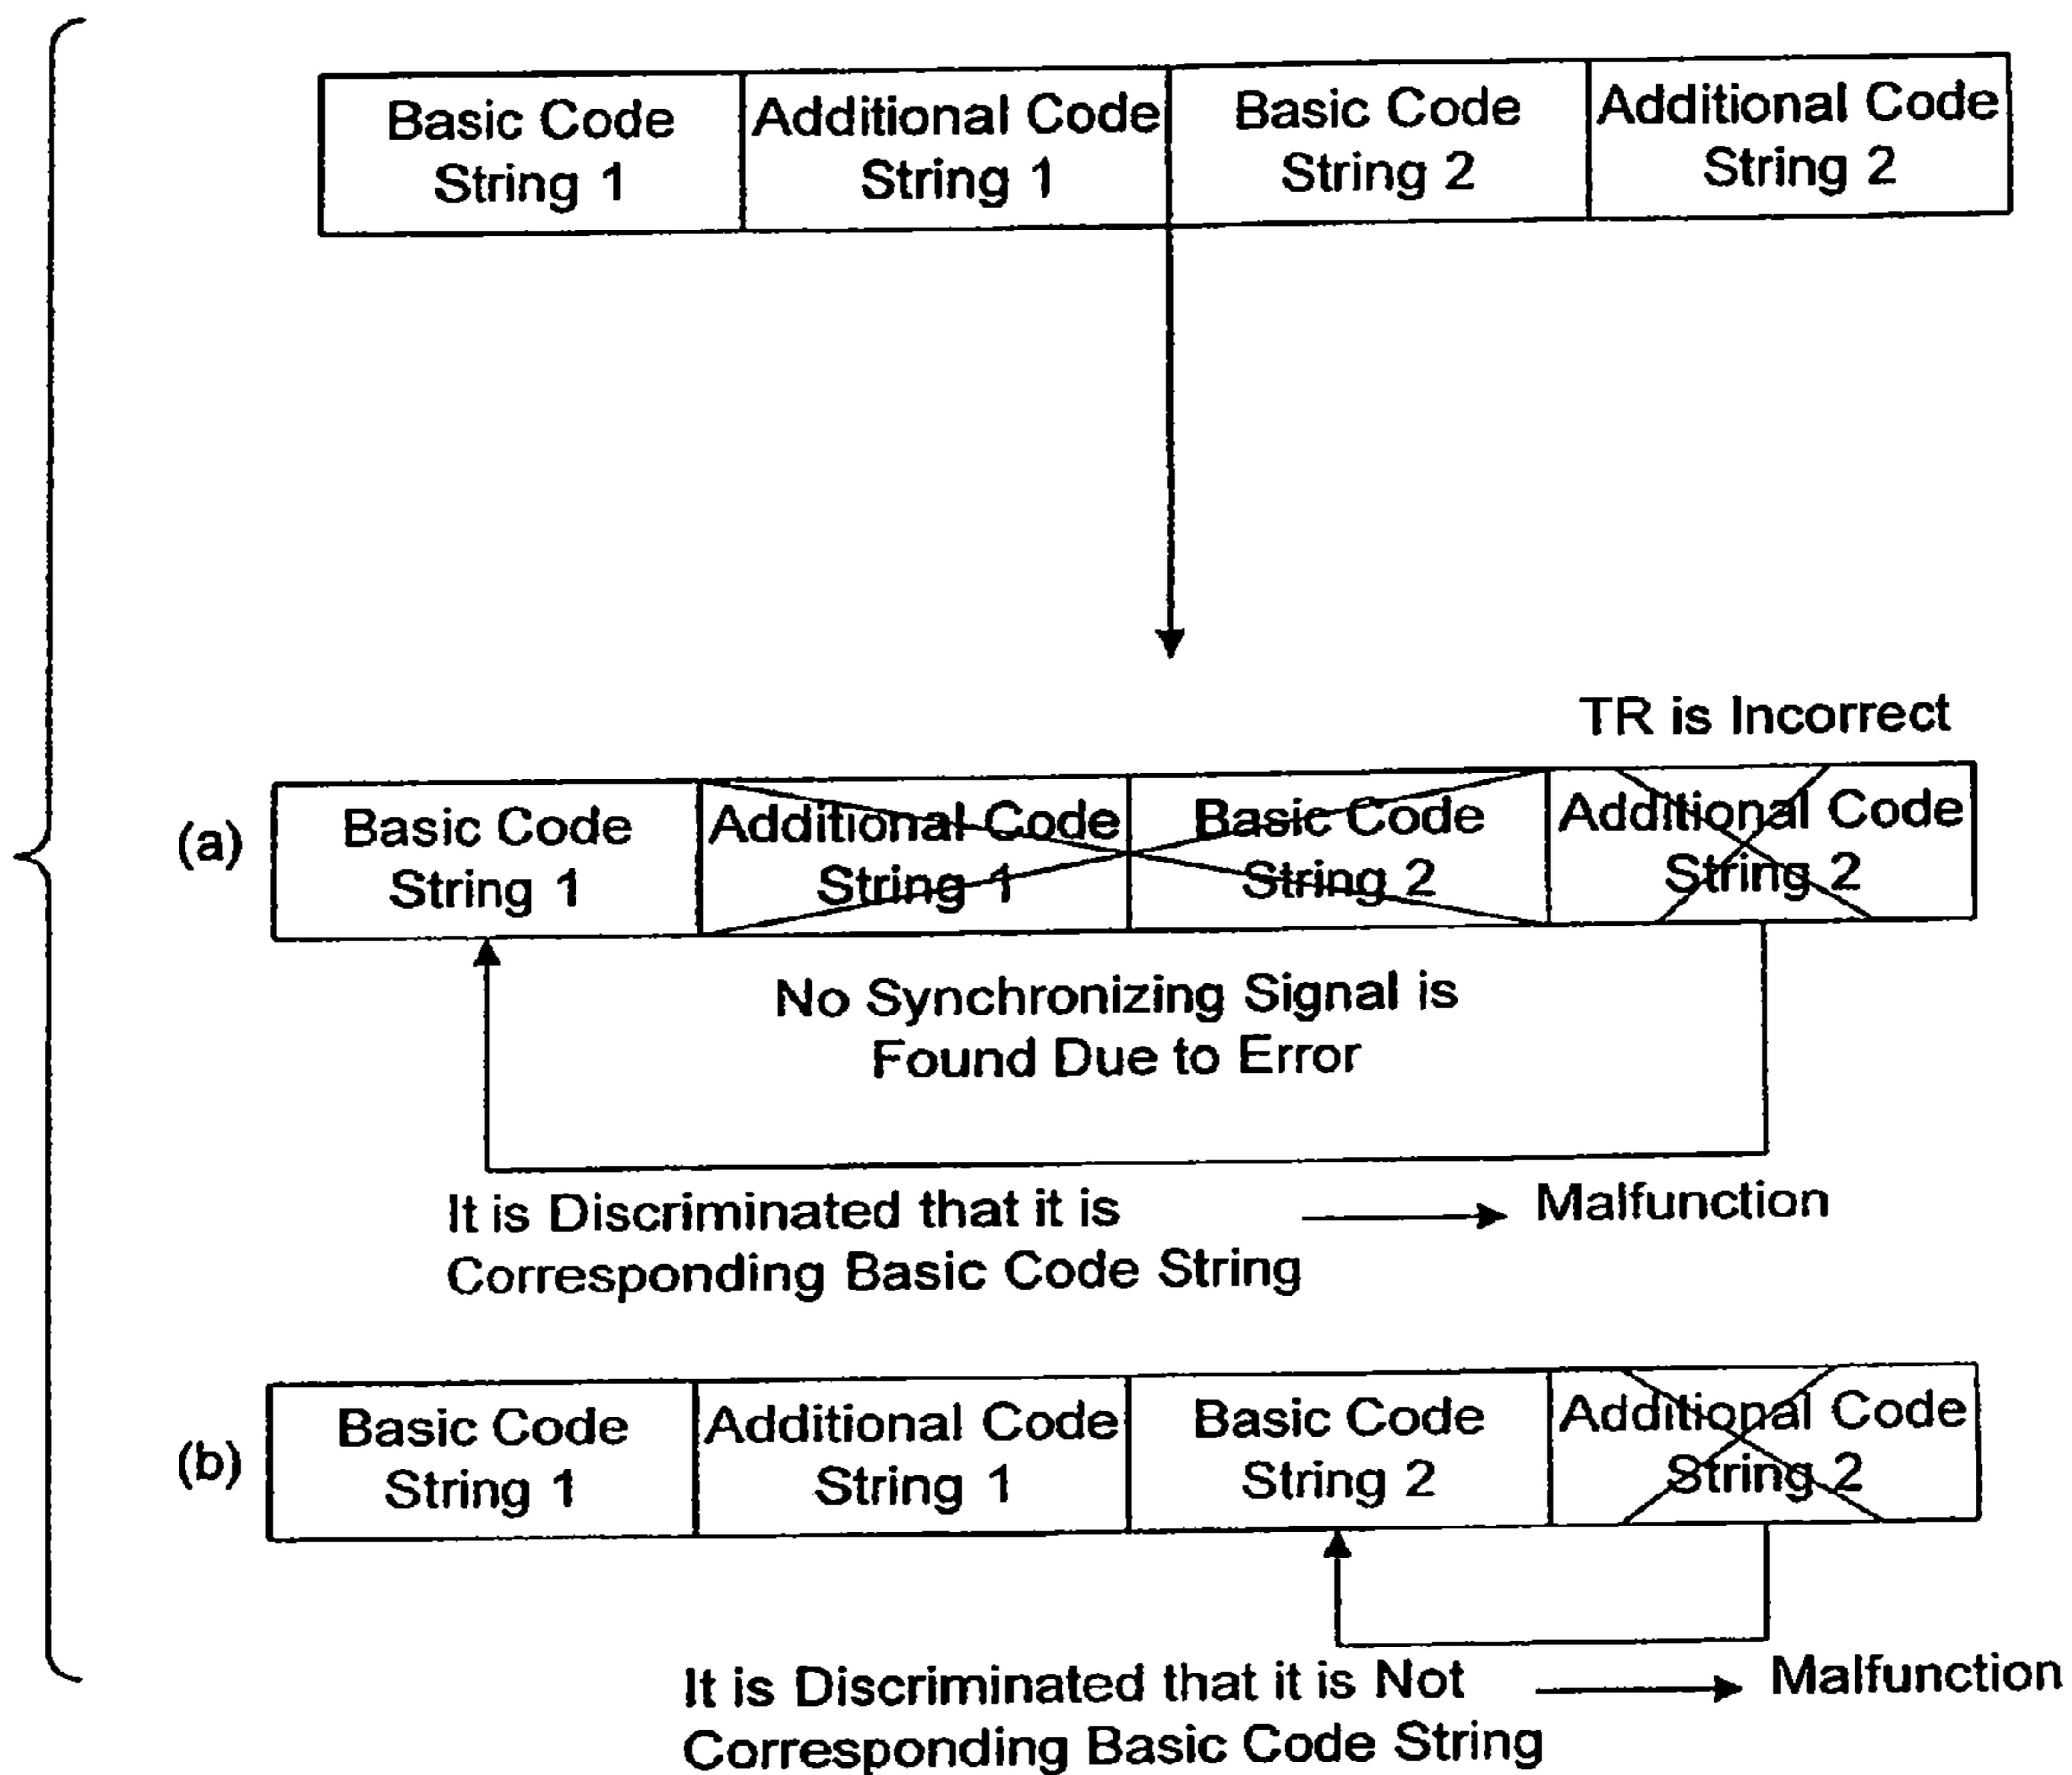 Basic Code
String 1
Additional Code
String 1
Basic Code
String 2
Additional Code
String 2
TR is Incorrect
(a)
Basic Code
String 1
Additional Code
String 1
Basic Code
String 2
Additional Code
String 2
No Synchronizing Signal is
Found Due to Error
It is Discriminated that it is
Corresponding Basic Code String
Malfunction
(b)
Basic Code
String 1
Additional Code
String 1
Basic Code
String 2
Additional Code
String 2
It is Discriminated that it is Not
Corresponding Basic Code String
Malfunction